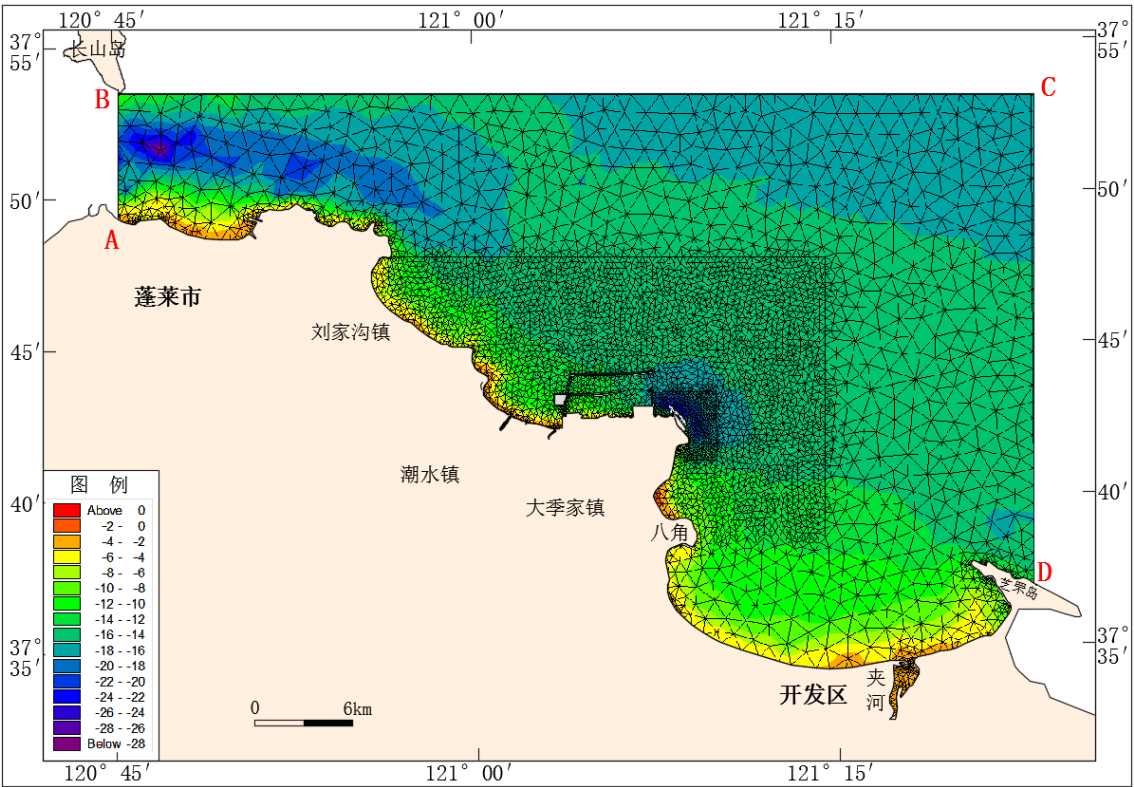 120° 45′
121° 00′
121° 15′
37°
55′
37°
55′
长山岛
B
C
50′
50′
A
蓬莱市
刘家沟镇
45′
45′
潮水镇
大季家镇
八角
40′
40′
D
芝罘岛
37°
35′
37°
35′
夹
河
开发区
图 例
Above 0
-2 - 0
-4 - -2
-6 - -4
-8 - -6
-10 - -8
-12 - -10
-14 - -12
-16 - -14
-18 - -16
-20 - -18
-22 - -20
-24 - -22
-26 - -24
-28 - -26
Below -28
0 6km
120° 45′
121° 00′
121° 15′